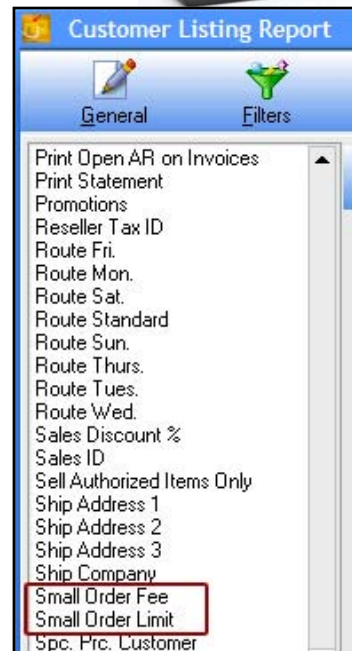 Customer Listing Report
General Filters
Print Open AR on Invoices
Print Statement
Promotions
Reseller Tax ID
Route Fri.
Route Mon.
Route Sat.
Route Standard
Route Sun.
Route Thurs.
Route Tues.
Route Wed.
Sales Discount %
Sales ID
Sell Authorized Items Only
Ship Address 1
Ship Address 2
Ship Address 3
Ship Company
Small Order Fee
Small Order Limit
Spc. Prc. Customer